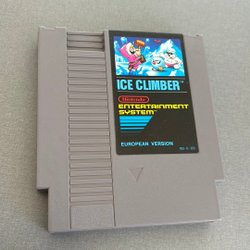 ICE CLIMBER
Nintendo
ENTERTAINMENT
SYSTEM
EUROPEAN VERSION